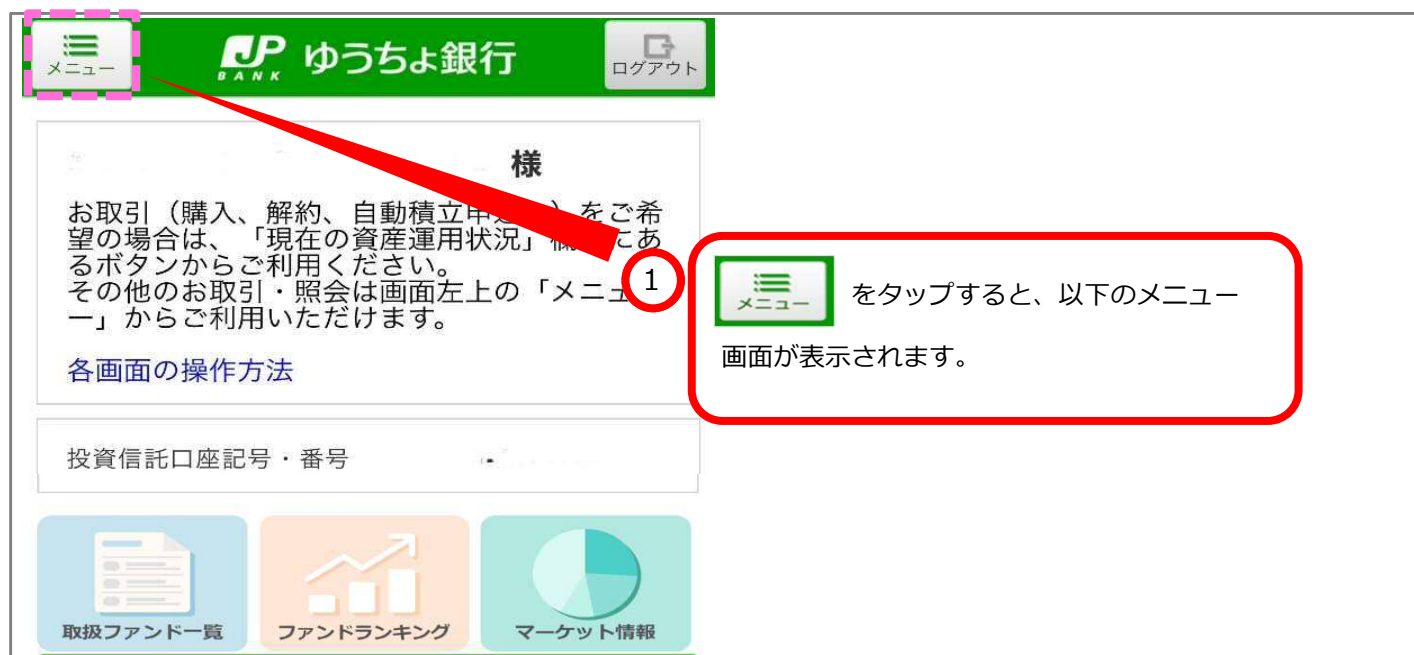 メニュー
JP BANK ゆうちょ銀行
ログアウト
様
お取引（購入、解約、自動積立申
をご希
望の場合は、「現在の資産運用状況」
にあ
るボタンからご利用ください。
その他のお取引・照会は画面左上の「メニュ
ー」からご利用いただけます。
各画面の操作方法
1
メニュー をタップすると、以下のメニュー
画面が表示されます。
投資信託口座記号・番号
取扱ファンド一覧
ファンドランキング
マーケット情報